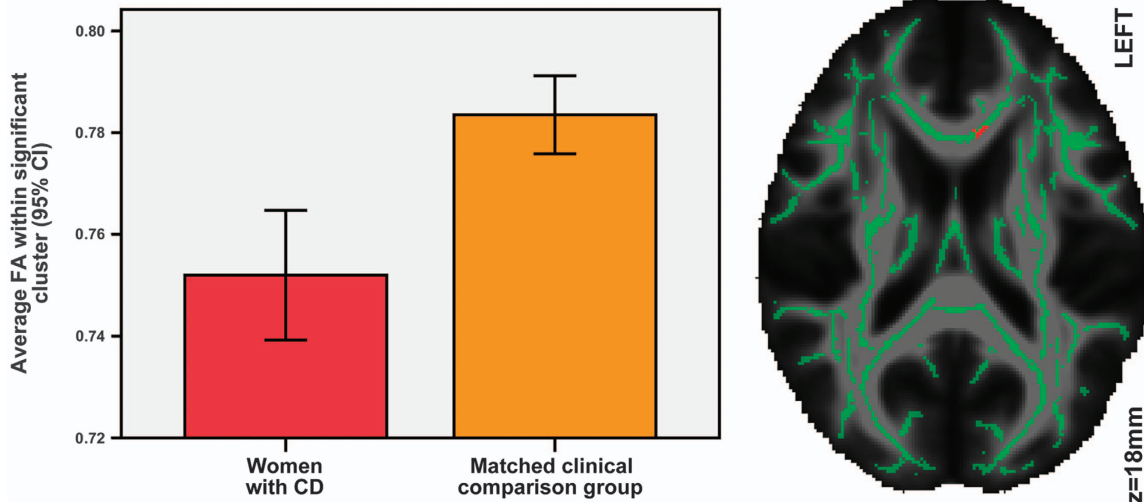 Average FA within significant
cluster (95% CI)
0.80
0.78
0.76
0.74
0.72
Women
with CD
Matched clinical
comparison group
LEFT
z=18mm